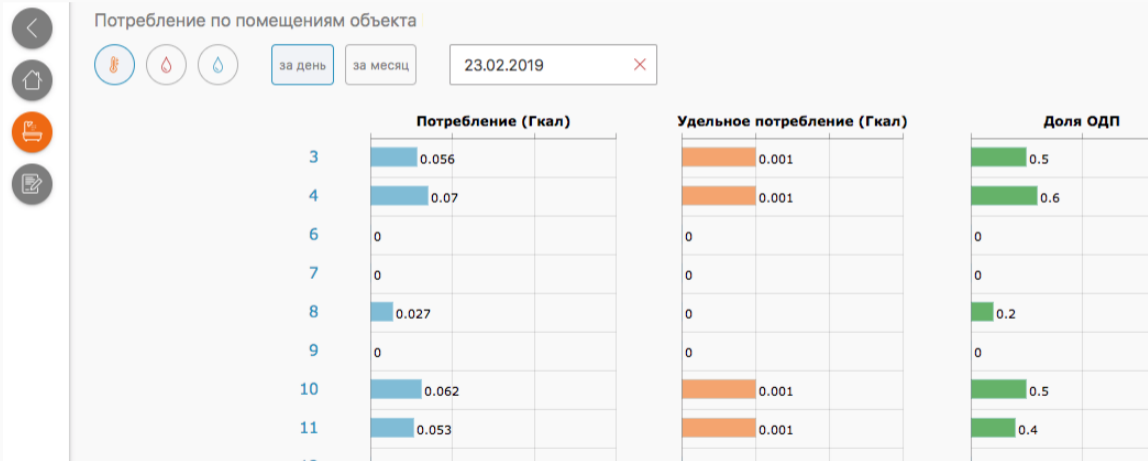 Потребление по помещениям объекта
за день за месяц 23.02.2019
Потребление (Гкал) Удельное потребление (Гкал) Доля ОДП
3 0.056 0.001 0.5
4 0.07 0.001 0.6
6 0 0 0
7 0 0 0
8 0.027 0 0.2
9 0 0 0
10 0.062 0.001 0.5
11 0.053 0.001 0.4